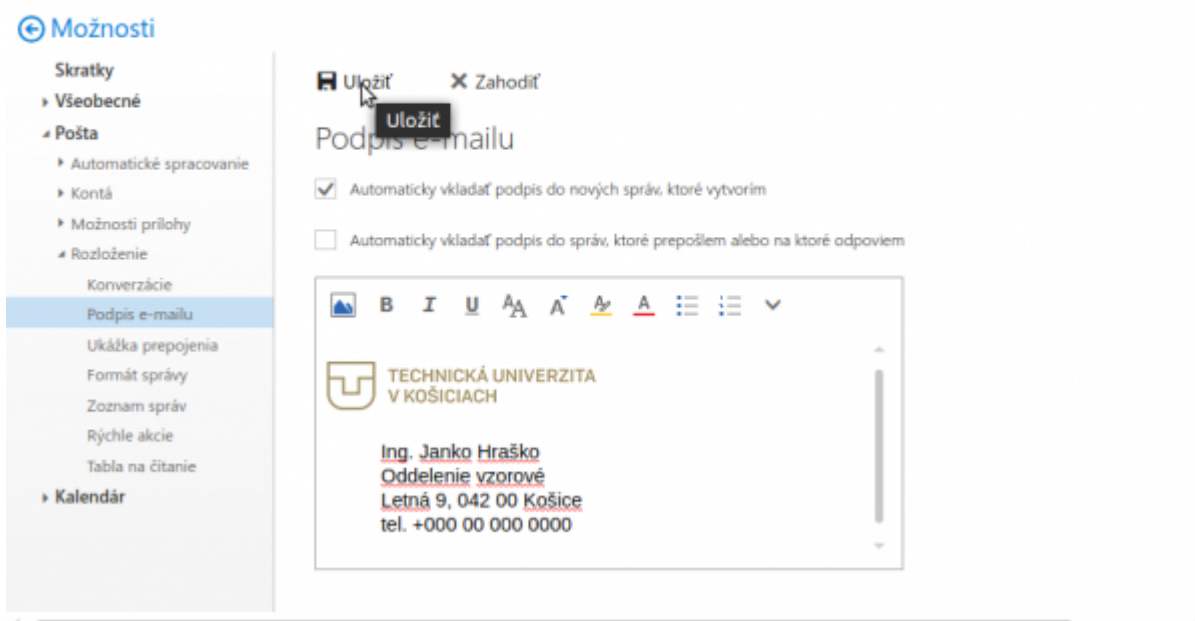 Možnosti
Skratky
Všeobecné
Pošta
Automatické spracovanie
Kontá
Možnosti prílohy
Rozloženie
Konverzácie
Podpis e-mailu
Ukážka prepojenia
Formát správy
Zoznam správ
Rýchle akcie
Tabla na čítanie
Kalendár
Uložiť Zahodiť
Uložiť
Podpis e-mailu
Automaticky vkladať podpis do nových správ, ktoré vytvorím
Automaticky vkladať podpis do správ, ktoré prepošlem alebo na ktoré odpoviem
TECHNICKÁ UNIVERZITA
V KOŠICIACH
Ing. Janko Hraško
Oddelenie vzorové
Letná 9, 042 00 Košice
tel. +000 00 000 0000